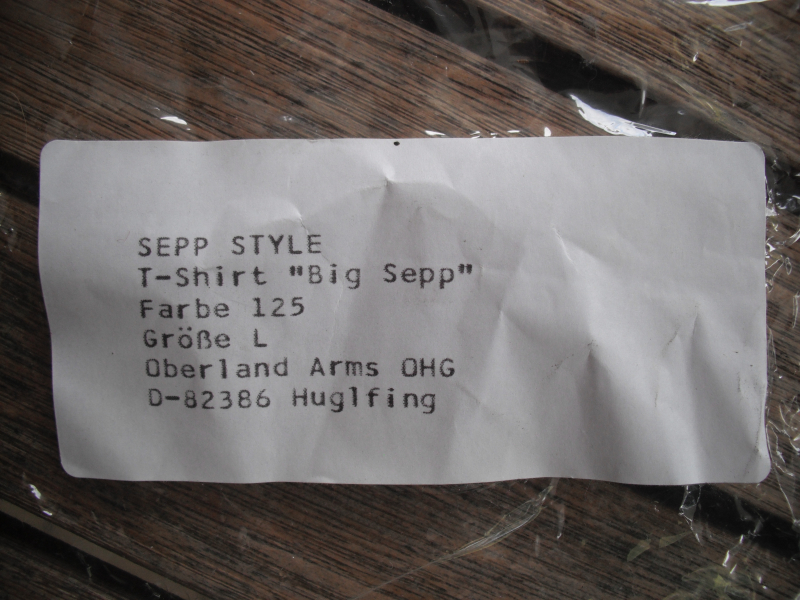 SEPP STYLE
T-Shirt "Big Sepp"
Farbe 125
Größe L
Oberland Arms OHG
D-82386 Huglfing